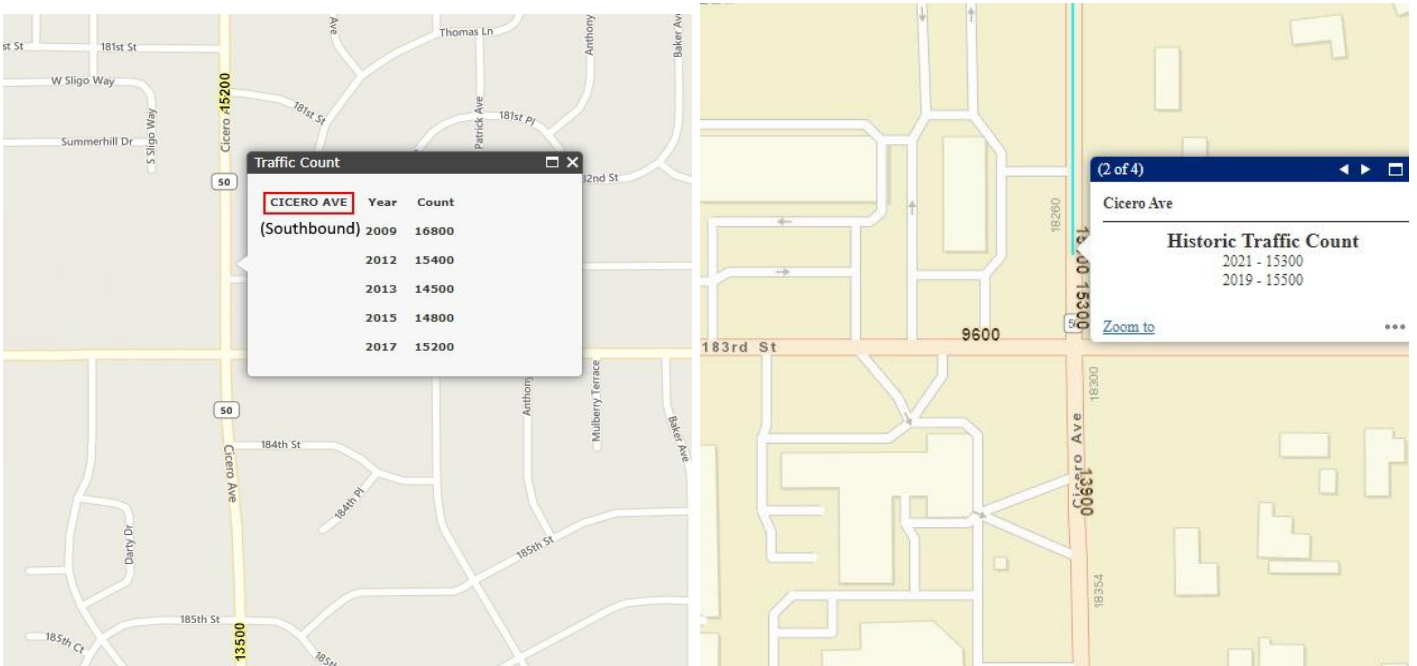 Ave
Thomas Ln
Anthony
Baker Av
st St
181st St
W Sligo Way
15200
Cicero A
181st St
Patrick Ave
181st Pl
Summerhill Dr
S Sligo Way
50
2nd St
Traffic Count
CICERO AVE Year Count
(Southbound) 2009 16800
2012 15400
2013 14500
2015 14800
2017 15200
50
Anthony
Mulberry Terrace
Baker Ave
184th St
Cicero Ave
184th Pl
Darty Dr
185th St
185th St
185th Ct
13500
185th
18260
(2 of 4)
Cicero Ave
Historic Traffic Count
2021 - 15300
2019 - 15500
Zoom to
15300
9600
183rd St
18300
Cicero Ave
13900
18354